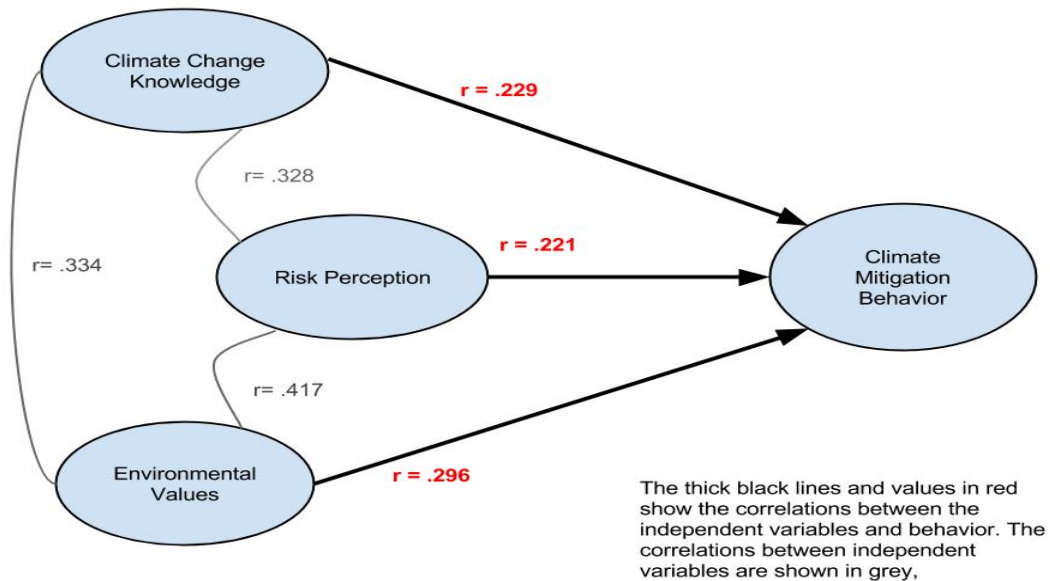 Climate Change
Knowledge
r = .229
r= .328
r = .221
r= .334
Risk Perception
Climate
Mitigation
Behavior
r= .417
Environmental
Values
r = .296
The thick black lines and values in red
show the correlations between the
independent variables and behavior. The
correlations between independent
variables are shown in grey,